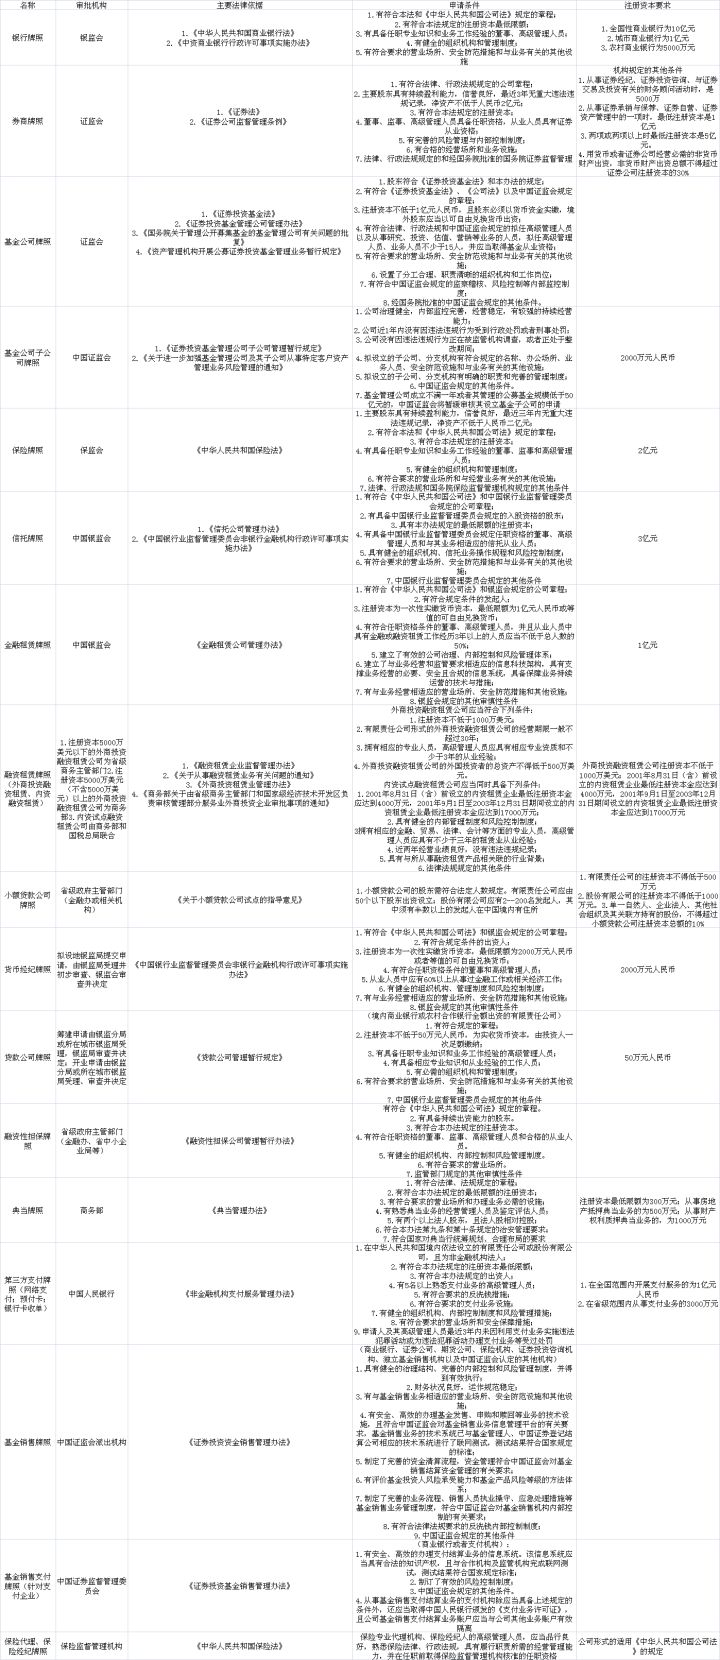 名称 审批机构 主要法律依据 申请条件 注册资本要求
银行牌照
银监会
1.《中华人民共和国商业银行法》
2.《中资商业银行行政许可事项实施办法》
1.有符合本法和《中华人民共和国公司法》规定的章程;
2.有符合本法规定的注册资本最低限额;
3.有具备任职专业知识和业务工作经验的董事、高级管理人员;
4.有健全的组织机构和管理制度;
5.有符合要求的营业场所、安全防范措施和与业务有关的其他设施
1.全国性商业银行为10亿元
2.城市商业银行为1亿元
3.农村商业银行为5000万元
券商牌照
证监会
1.《证券法》
2.《证券公司监督管理条例》
1.有符合法律、行政法规规定的公司章程;
2.主要股东具有持续盈利能力,信誉良好,最近3年无重大违法违规记录,净资产不低于人民币2亿元;
3.有符合本法规定的注册资本;
4.董事、监事、高级管理人员具备任职资格,从业人员具有证券从业资格;
5.有完善的风险管理与内部控制制度;
6.有合格的经营场所和业务设施;
7.法律、行政法规规定的和经国务院批准的国务院证券监督管理
机构规定的其他条件
1.从事证券经纪、证券投资咨询、与证券交易及投资有关的财务顾问活动时,是5000万
2.从事证券承销与保荐、证券自营、证券资产管理中的一项时,最低注册资本是1亿元
3.两项或两项以上时最低注册资本是5亿元。
4.用货币或者证券公司经营必需的非货币财产出资,非货币财产出资总额不得超过证券公司注册资本的30%
基金公司牌照
证监会
1.《证券投资基金法》
2.《证券投资基金管理公司管理办法》
3.《国务院关于管理公开募集基金的基金管理公司有关问题的批复》
4.《资产管理机构开展公募证券投资基金管理业务暂行规定》
1.股东符合《证券投资基金法》和本办法的规定;
2.有符合《证券投资基金法》、《公司法》以及中国证监会规定的章程;
3.注册资本不低于1亿元人民币,且股东必须以货币资金实缴,境外股东应当以可自由兑换货币出资;
4.有符合法律、行政法规和中国证监会规定的拟任高级管理人员以及从事研究、投资、估值、营销等业务的人员,拟任高级管理人员、业务人员不少于15人,并应当取得基金从业资格;
5.有符合要求的营业场所、安全防范设施和与业务有关的其他设施;
6.设置了分工合理、职责清晰的组织机构和工作岗位;
7.有符合中国证监会规定的监察稽核、风险控制等内部监控制度;
8.经国务院批准的中国证监会规定的其他条件。
基金公司子公司牌照
中国证监会
1.《证券投资基金管理公司子公司管理暂行规定》
2.《关于进一步加强基金管理公司及其子公司从事特定客户资产管理业务风险管理的通知》
1.公司治理健全,内部监控完善,经营稳定,有较强的持续经营能力;
2.公司近1年内没有因违法违规行为受到行政处罚或者刑事处罚;
3.公司没有因违法违规行为正在被监管机构调查,或者正处于整改期间;
4.拟设立的子公司、分支机构有符合规定的名称、办公场所、业务人员、安全防范设施和与业务有关的其他设施;
5.拟设立的子公司、分支机构有明确的职责和完善的管理制度;
6.中国证监会规定的其他条件。
7.基金管理公司成立不满一年或者其管理的公募基金规模低于50亿元的,中国证监会将暂缓审核其设立基金子公司的申请
2000万元人民币
保险牌照
保监会
《中华人民共和国保险法》
1.主要股东具有持续盈利能力,信誉良好,最近三年内无重大违法违规记录,净资产不低于人民币二亿元;
2.有符合本法和《中华人民共和国公司法》规定的章程;
3.有符合本法规定的注册资本;
4.有具备任职专业知识和业务工作经验的董事、监事和高级管理人员;
5.有健全的组织机构和管理制度;
6.有符合要求的营业场所和与经营业务有关的其他设施;
7.法律、行政法规和国务院保险监督管理机构规定的其他条件
2亿元
信托牌照
中国银监会
1.《信托公司管理办法》
2.《中国银行业监督管理委员会非银行金融机构行政许可事项实施办法》
1.有符合《中华人民共和国公司法》和中国银行业监督管理委员会规定的公司章程;
2.有具备中国银行业监督管理委员会规定的入股资格的股东;
3.具有本办法规定的最低限额的注册资本;
4.有具备中国银行业监督管理委员会规定任职资格的董事、高级管理人员和与其业务相适应的信托从业人员;
5.具有健全的组织机构、信托业务操作规程和风险控制制度;
6.有符合要求的营业场所、安全防范措施和与业务有关的其他设施;
7.中国银行业监督管理委员会规定的其他条件
3亿元
金融租赁牌照
中国银监会
《金融租赁公司管理办法》
1.有符合《中华人民共和国公司法》和银监会规定的公司章程;
2.有符合规定条件的发起人;
3.注册资本为一次性实缴货币资本,最低限额为1亿元人民币或等值的可自由兑换货币;
4.有符合任职资格条件的董事、高级管理人员,并且从业人员中具有金融或融资租赁工作经历3年以上的人员应当不低于总人数的50%;
5.建立了有效的公司治理、内部控制和风险管理体系;
6.建立了与业务经营和监管要求相适应的信息科技架构,具有支撑业务经营的必要、安全且合规的信息系统,具备保障业务持续运营的技术与措施;
7.有与业务经营相适应的营业场所、安全防范措施和其他设施;
8.银监会规定的其他审慎性条件
1亿元
融资租赁牌照(外商投资融资租赁、内资融资租赁)
1.注册资本5000万美元以下的外商投资融资租赁公司为省级商务主管部门2.注册资本5000万美元(不含5000万美元)以上的外商投资融资租赁公司为商务部3.内资试点融资租赁公司由商务部和国税总局联合
1.《融资租赁企业监督管理办法》
2.《关于从事融资租赁业务有关问题的通知》
3.《外商投资租赁业管理办法》
4.《商务部关于由省级商务主管部门和国家级经济技术开发区负责审核管理部分服务业外商投资企业审批事项的通知》
外商投资融资租赁公司应当符合下列条件:
1.注册资本不低于1000万美元;
2.有限责任公司形式的外商投资融资租赁公司的经营期限一般不超过30年;
3.拥有相应的专业人员,高级管理人员应具有相应专业资质和不少于3年的从业经验;
4.外商投资融资租赁公司的外国投资者的总资产不得低于500万美元。
内资试点融资租赁公司应当同时具备下列条件:
1.2001年8月31日(含)前设立的内资租赁企业最低注册资本金应达到4000万元,2001年9月1日至2003年12月31日期间设立的内资租赁企业最低注册资本金应达到17000万元;
2.具有健全的内部管理制度和风险控制制度;
3拥有相应的金融、贸易、法律、会计等方面的专业人员,高级管理人员应具有不少于三年的租赁业从业经验;
4.近两年经营业绩良好,没有违法违规纪录;
5.具有与所从事融资租赁产品相关联的行业背景;
6.法律法规规定的其他条件
外商投资融资租赁公司注册资本不低于1000万美元;2001年8月31日(含)前设立的内资租赁企业最低注册资本金应达到4000万元,2001年9月1日至2003年12月31日期间设立的内资租赁企业最低注册资本金应达到17000万元
小额贷款公司牌照
省级政府主管部门(金融办或相关机构)
《关于小额贷款公司试点的指导意见》
1.小额贷款公司的股东需符合法定人数规定。有限责任公司应由50个以下股东出资设立;股份有限公司应有2--200名发起人,其中须有半数以上的发起人在中国境内有住所
1.有限责任公司的注册资本不得低于500万元
2.股份有限公司的注册资本不得低于1000万元。3.单一自然人、企业法人、其他社会组织及其关联方持有的股份,不得超过小额贷款公司注册资本总额的10%
货币经纪牌照
拟设地银监局提交申请,由银监局受理并初步审查、银监会审查并决定
《中国银行业监督管理委员会非银行金融机构行政许可事项实施办法》
1.有符合《中华人民共和国公司法》和银监会规定的公司章程;
2.有符合规定条件的出资人;
3.注册资本为一次性实缴货币资本,最低限额为2000万元人民币或者等值的可自由兑换货币;
4.有符合任职资格条件的董事和高级管理人员;
5.从业人员中应有60%以上从事过金融工作或相关经济工作;
6.有健全的组织机构、管理制度和风险控制制度;
7.有与业务经营相适应的营业场所、安全防范措施和其他设施;
8.银监会规定的其他审慎性条件
2000万元人民币
贷款公司牌照
筹建申请由银监分局或所在城市银监局受理,银监局审查并决定;开业申请由银监分局或所在城市银监局受理、审查并决定
《贷款公司管理暂行规定》
(境内商业银行或农村合作银行全额出资的有限责任公司)
1.有符合规定的章程;
2.注册资本不低于50万元人民币,为实收货币资本,由投资人一次足额缴纳;
3.有具备任职专业知识和业务工作经验的高级管理人员;
4.有具备相应专业知识和从业经验的工作人员;
5.有必需的组织机构和管理制度;
6.有符合要求的营业场所、安全防范措施和与业务有关的其他设施;
7.中国银行业监督管理委员会规定的其他条件
50万元人民币
融资性担保牌照
省级政府主管部门(金融办、省中小企业局等)
《融资性担保公司管理暂行办法》
有符合《中华人民共和国公司法》规定的章程。
2.有具备持续出资能力的股东。
3.有符合本办法规定的注册资本。
4.有符合任职资格的董事、监事、高级管理人员和合格的从业人员。
5.有健全的组织机构、内部控制和风险管理制度。
6.有符合要求的营业场所。
7.监管部门规定的其他审慎性条件
典当牌照
商务部
《典当管理办法》
1.有符合法律、法规规定的章程;
2.有符合本办法规定的最低限额的注册资本;
3.有符合要求的营业场所和办理业务必需的设施;
4.有熟悉典当业务的经营管理人员及鉴定评估人员;
5.有两个以上法人股东,且法人股相对控股;
6.符合本办法第九条和第十条规定的治安管理要求;
7.符合国家对典当行统筹规划、合理布局的要求
注册资本最低限额为300万元;从事房地产抵押典当业务的为500万元;从事财产权利质押典当业务的,为1000万元
第三方支付牌照(网络支付;预付卡;银行卡收单)
中国人民银行
《非金融机构支付服务管理办法》
1.在中华人民共和国境内依法设立的有限责任公司或股份有限公司,且为非金融机构法人;
2.有符合本办法规定的注册资本最低限额;
3.有符合本办法规定的出资人;
4.有5名以上熟悉支付业务的高级管理人员;
5.有符合要求的反洗钱措施;
6.有符合要求的支付业务设施;
7.有健全的组织机构、内部控制制度和风险管理措施;
8.有符合要求的营业场所和安全保障措施;
9.申请人及其高级管理人员最近3年内未因利用支付业务实施违法犯罪活动或为违法犯罪活动办理支付业务等受过处罚
1.在全国范围内开展支付服务的为1亿元人民币
2.在省级范围内从事支付业务的3000万元
基金销售牌照
中国证监会派出机构
《证券投资资金销售管理办法》
(商业银行、证券公司、期货公司、保险机构、证券投资咨询机构、独立基金销售机构以及中国证监会认定的其他机构)
1.具有健全的治理结构、完善的内部控制和风险管理制度,并得到有效执行;
2.财务状况良好,运作规范稳定;
3.有与基金销售业务相适应的营业场所、安全防范设施和其他设施;
4.有安全、高效的办理基金发售、申购和赎回等业务的技术设施,且符合中国证监会对基金销售业务信息管理平台的有关要求,基金销售业务的技术系统已与基金管理人、中国证券登记结算公司相应的技术系统进行了联网测试,测试结果符合国家规定的标准;
5.制定了完善的资金清算流程,资金管理符合中国证监会对基金销售结算资金管理的有关要求;
6.有评价基金投资人风险承受能力和基金产品风险等级的方法体系;
7.制定了完善的业务流程、销售人员执业操守、应急处理措施等基金销售业务管理制度,符合中国证监会对基金销售机构内部控制的有关要求;
8.有符合法律法规要求的反洗钱内部控制制度;
9.中国证监会规定的其他条件
基金销售支付牌照(针对支付企业)
中国证券监督管理委员会
《证券投资基金销售管理办法》
(商业银行或者支付机构):
1.有安全、高效的办理支付结算业务的信息系统。该信息系统应当具有合法的知识产权,且与合作机构及监管机构完成联网测试,测试结果符合国家规定标准;
2.制订了有效的风险控制制度;
3.中国证监会规定的其他条件。
4.从事基金销售支付结算业务的支付机构除应当具备上述规定的条件外,还应当取得中国人民银行颁发的《支付业务许可证》,且公司基金销售支付结算业务账户应当与公司其他业务账户有效隔离
保险代理、保险经纪牌照
保险监督管理机构
《中华人民共和国保险法》
保险专业代理机构、保险经纪人的高级管理人员,应当品行良好,熟悉保险法律、行政法规,具有履行职责所需的经营管理能力,并在任职前取得保险监督管理机构核准的任职资格
公司形式的适用《中华人民共和国公司法》的规定